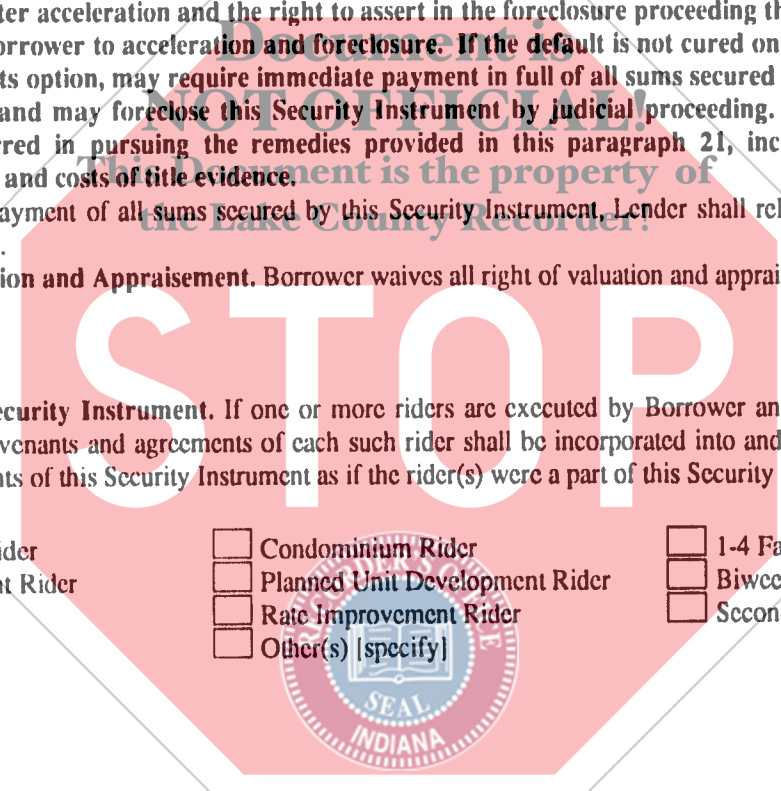 ter acceleration and the right to assert in the foreclosure proceeding th
orrower to acceleration and foreclosure. If the default is not cured on
Document is
ts option, may require immediate payment in full of all sums secured
and may foreclose this Security Instrument by judicial proceeding.
NOT OFFICIAL!
rred in pursuing the remedies provided in this paragraph 21, inc
This Document is the property of
and costs of title evidence.
ayment of all sums secured by this Security Instrument, Lender shall rel
the Lake County Recorder!
.
ion and Appraisement. Borrower waives all right of valuation and apprai
STOP
ecurity Instrument. If one or more riders are executed by Borrower an
venants and agreements of each such rider shall be incorporated into and
nts of this Security Instrument as if the rider(s) were a part of this Security
ider
Condominium Rider
1-4 Fa
nt Rider
Planned Unit Development Rider
Biwee
Rate Improvement Rider
Secon
Other(s) [specify]
RECORDER'S OFFICE
SEAL
INDIANA